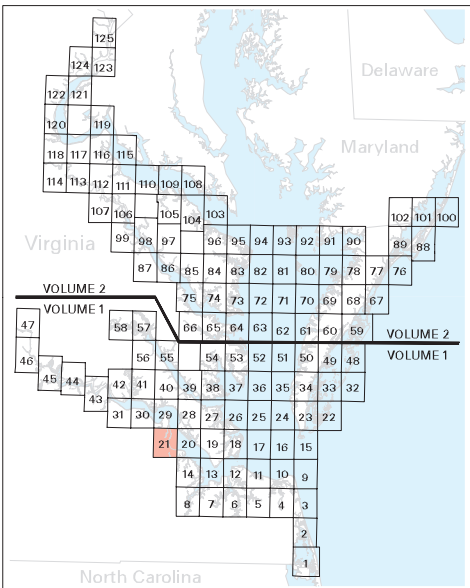 125
124 123
Delaware
122 121
120 119
Maryland
118 117 116 115
114 113 112 111 110 109 108
107 106 105 104 103 102 101 100
Virginia
99 98 97 96 95 94 93 92 91 90 89 88
87 86 85 84 83 82 81 80 79 78 77 76
VOLUME 2
75 74 73 72 71 70 69 68 67
VOLUME 1
47 58 57 66 65 64 63 62 61 60 59
VOLUME 2
VOLUME 1
46 56 55 54 53 52 51 50 49 48
45 44 43 42 41 40 39 38 37 36 35 34 33 32
31 30 29 28 27 26 25 24 23 22
21 20 19 18 17 16 15
14 13 12 11 10 9
8 7 6 5 4 3
2
1
North Carolina